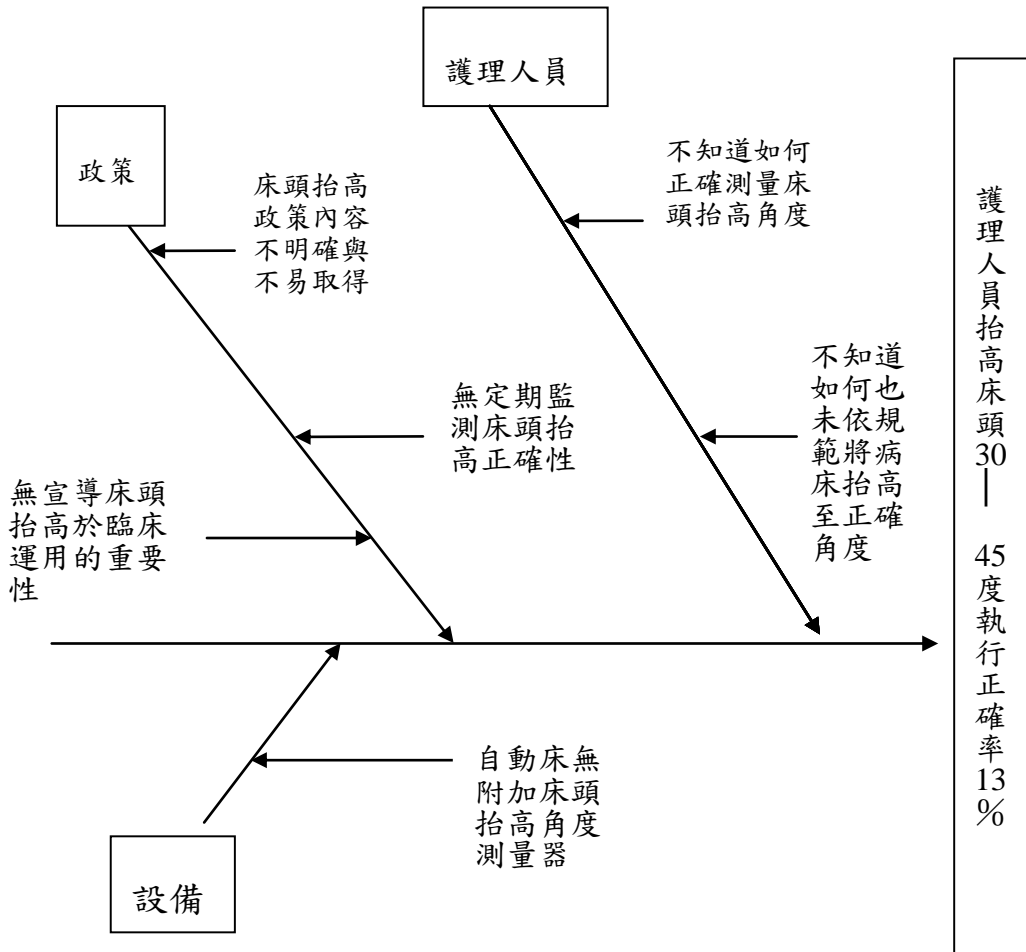 護理人員
政策
床頭抬高
政策內容
不明確與
不易取得
不知道如何
正確測量床
頭抬高角度
無定期監
測床頭抬
高正確性
不知道
如何也
未依規
範將病
床抬高
至正確
角度
無宣導床頭
抬高於臨床
運用的重要
性
自動床無
附加床頭
抬高角度
測量器
設備
護理人員抬高床頭30—45度執行正確率13%